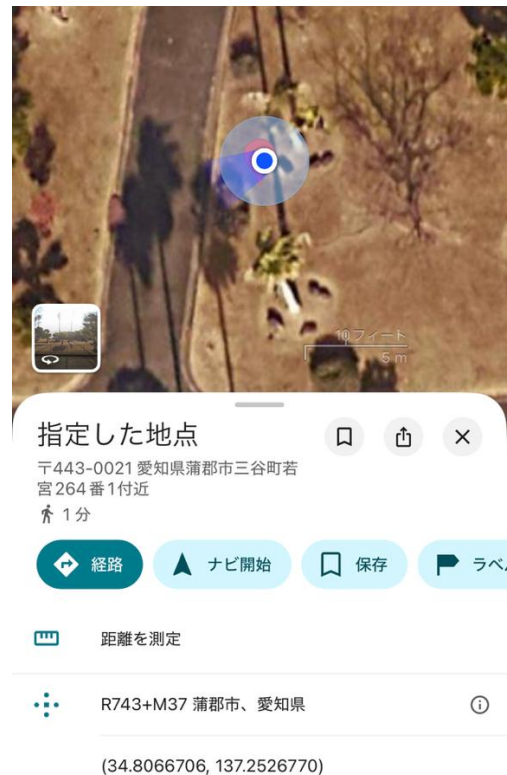 10フィート
5 m
指定した地点
〒443-0021 愛知県蒲郡市三谷町若
宮264番1付近
1 分
経路
ナビ開始
保存
ラベ
距離を測定
R743+M37 蒲郡市、愛知県
(34.8066706, 137.2526770)